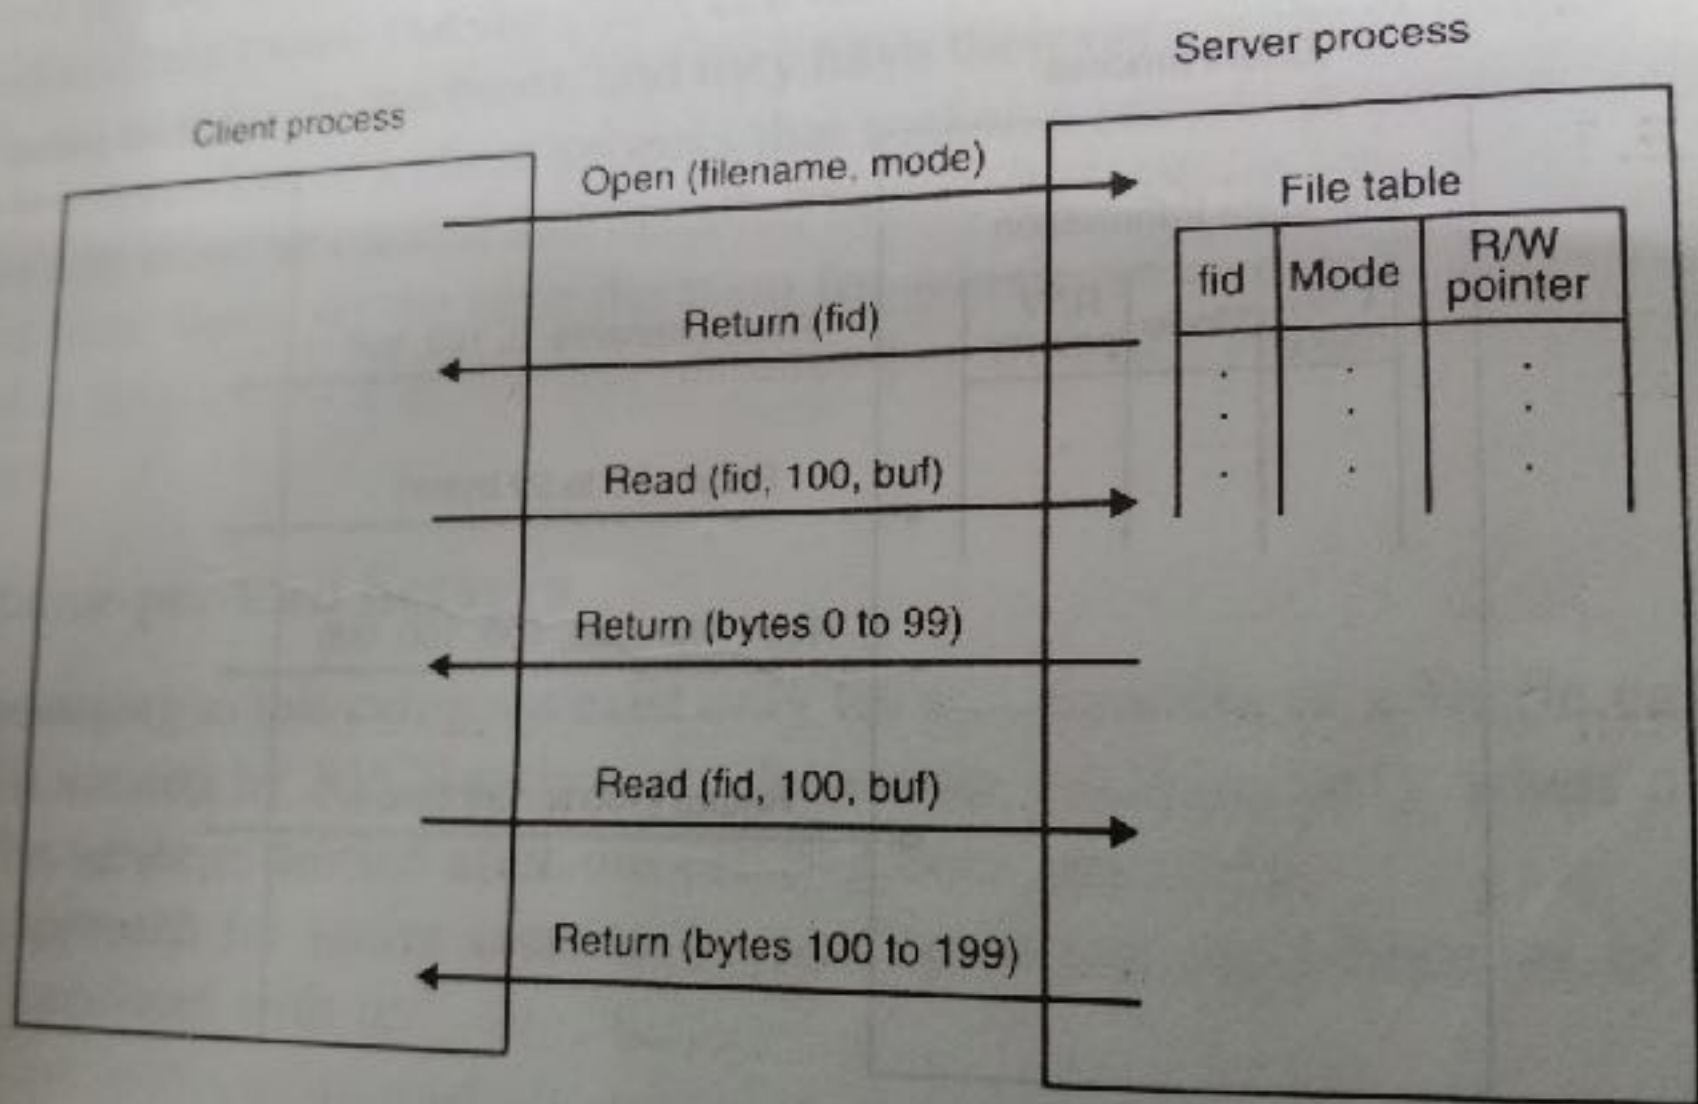 Server process
Client process
Open (filename, mode)
File table
fid
Mode
R/W
pointer
Return (fid)
Read (fid, 100, buf)
Return (bytes 0 to 99)
Read (fid, 100, buf)
Return (bytes 100 to 199)